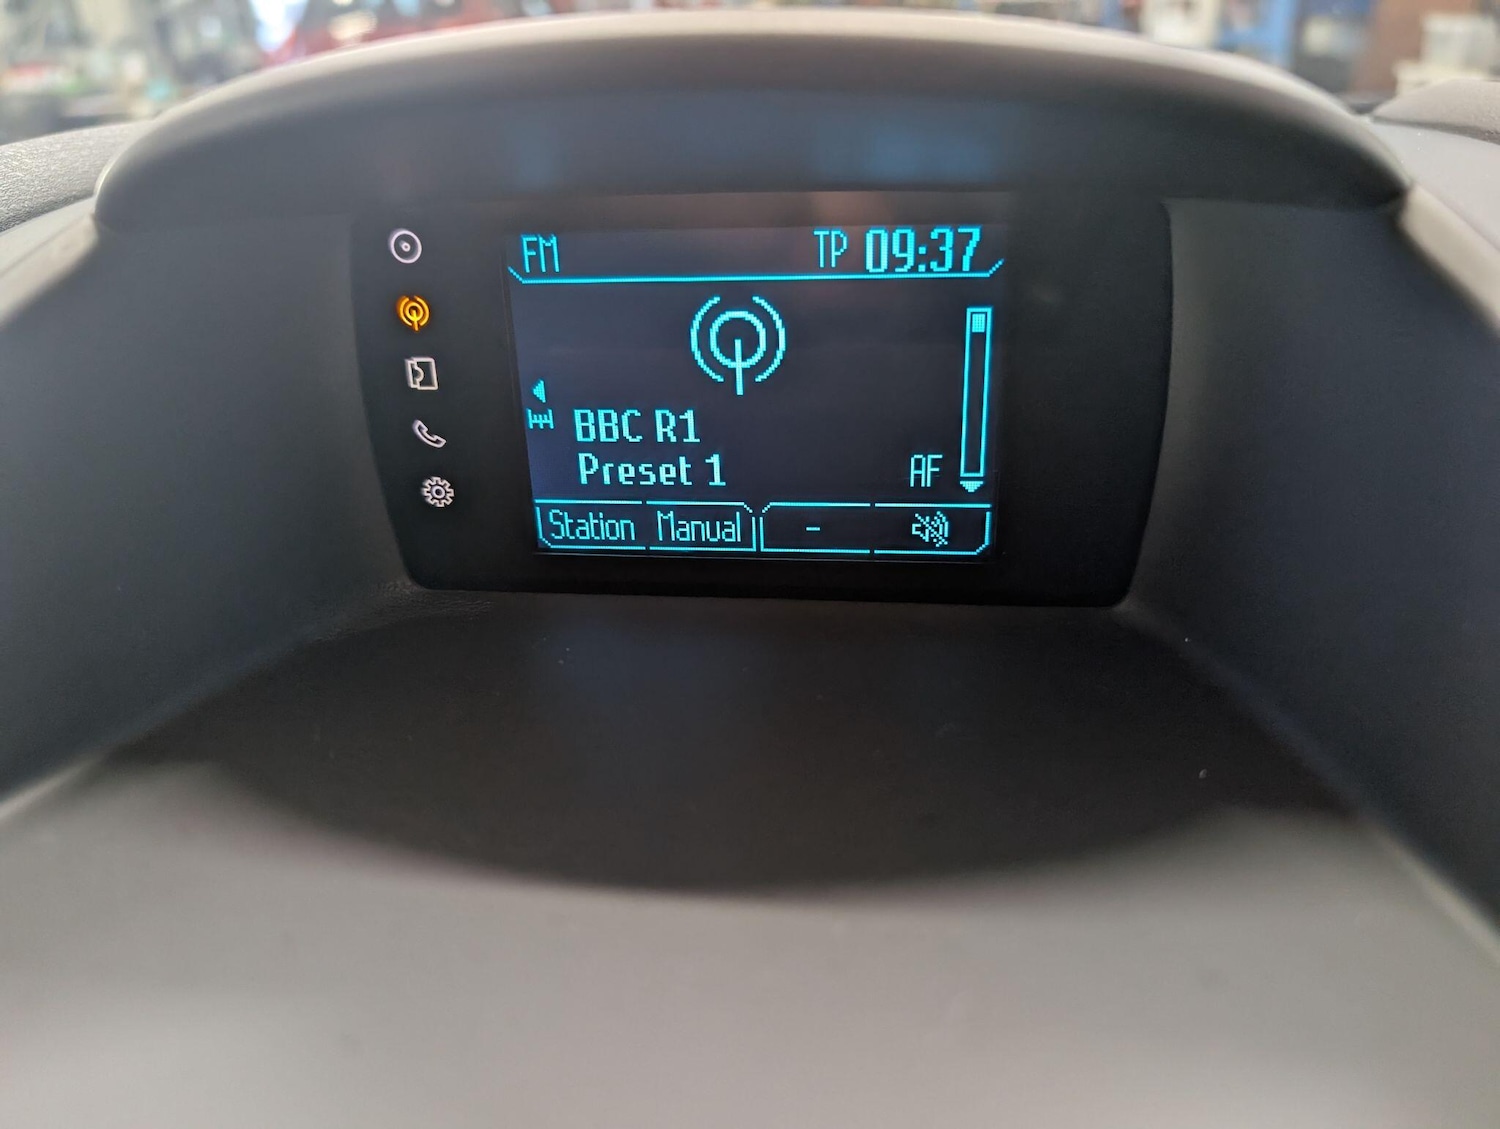 FM TP 09:37
BBC R1
Preset 1 AF
Station Manual -